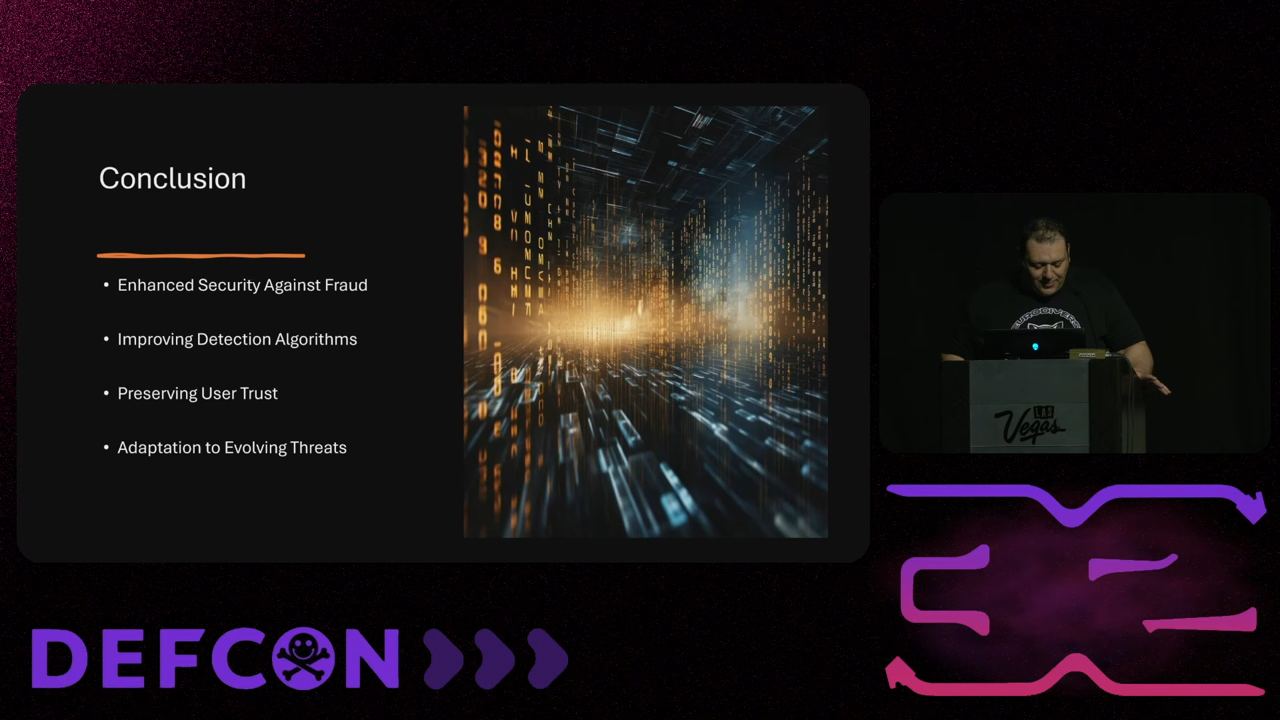 Conclusion
• Enhanced Security Against Fraud
• Improving Detection Algorithms
• Preserving User Trust
• Adaptation to Evolving Threats
LAS
Vegas
DEFCON